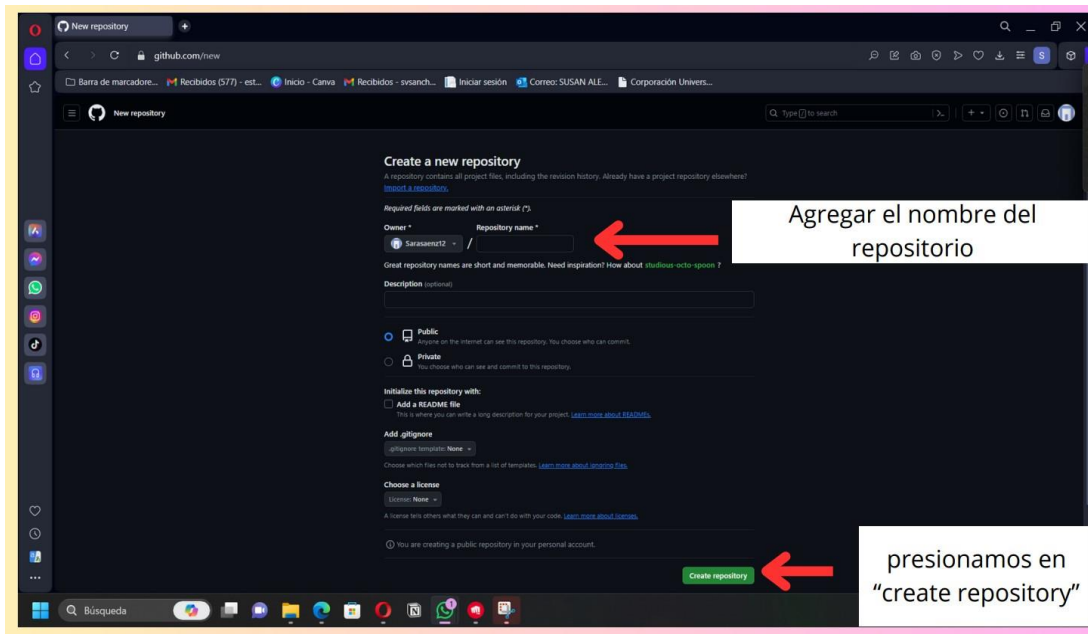 New repository
github.com/new
S
Barra de marcadore...
Recibidos (577) - est...
Inicio - Canva
Recibidos - svsanch...
Iniciar sesión
Correo: SUSAN ALE...
Corporación Univers...
New repository
Type / to search
Create a new repository
A repository contains all project files, including the revision history. Already have a project repository elsewhere?
Import a repository.
Required fields are marked with an asterisk (*).
Owner * Repository name *
Sarasaenz12 /
Great repository names are short and memorable. Need inspiration? How about studious-octo-spoon ?
Description (optional)
Public
Anyone on the internet can see this repository. You choose who can commit.
Private
You choose who can see and commit to this repository.
Initialize this repository with:
Add a README file
This is where you can write a long description for your project. Learn more about READMEs.
Add .gitignore
.gitignore template: None
Choose which files not to track from a list of templates. Learn more about ignoring files.
Choose a license
License: None
A license tells others what they can and can't do with your code. Learn more about licenses.
You are creating a public repository in your personal account.
Create repository
Agregar el nombre del
repositorio
presionamos en
“create repository”
Búsqueda